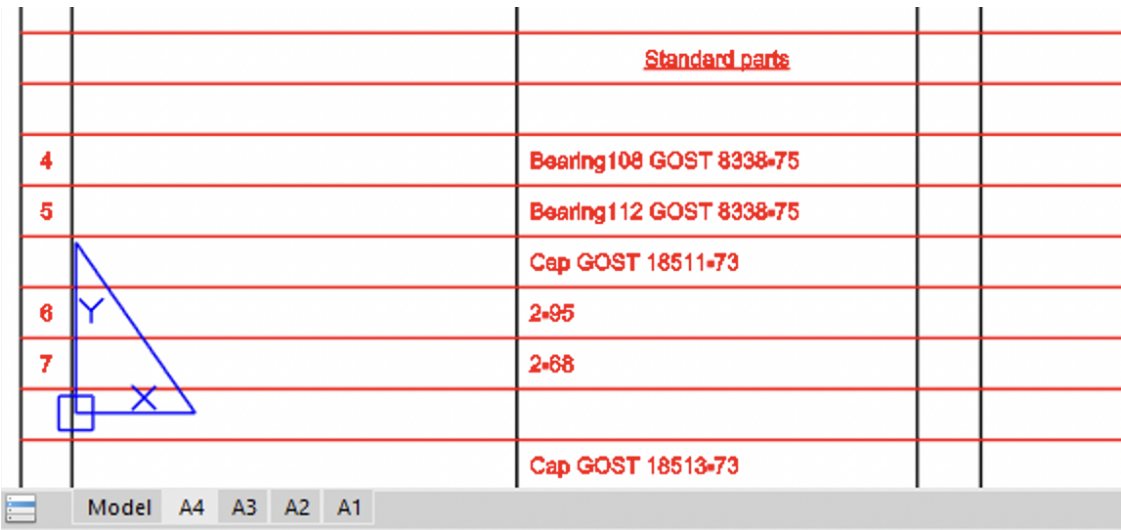 Standard parts
4 Bearing108 GOST 8338-75
5 Bearing112 GOST 8338-75
Cap GOST 18511-73
6 2-95
7 2-68
Y
X
Cap GOST 18513-73
Model A4 A3 A2 A1